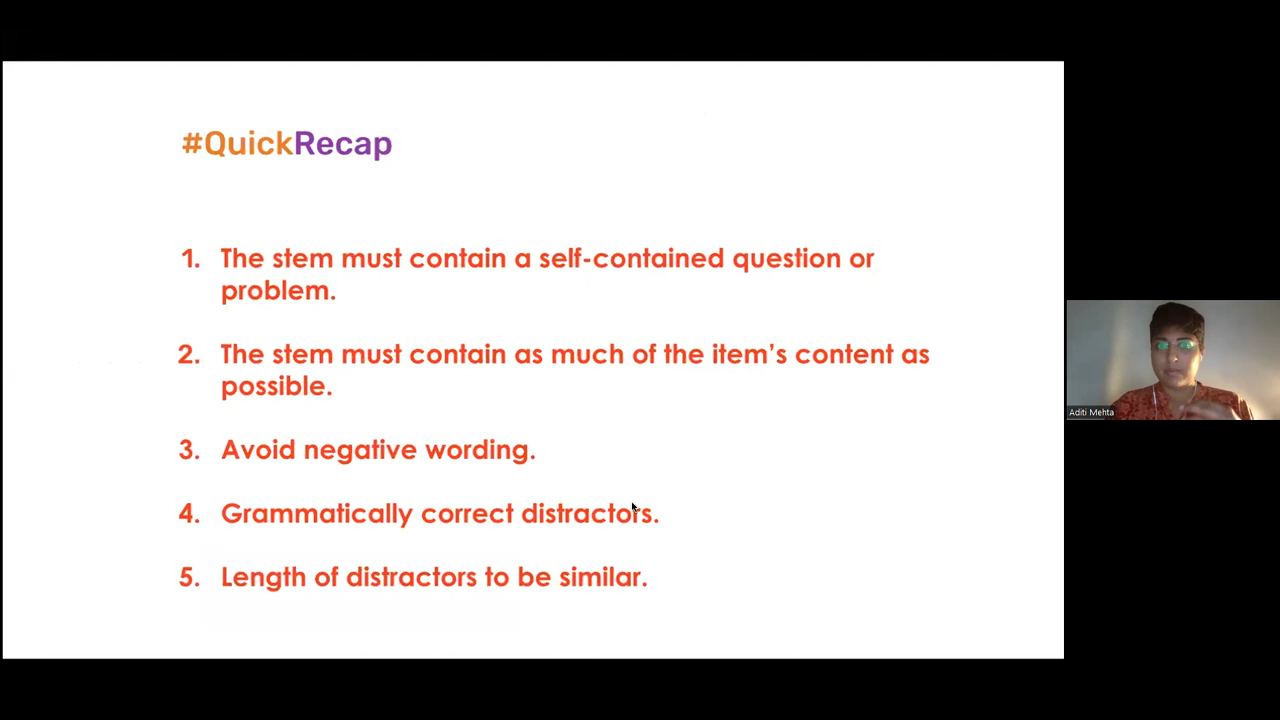 #QuickRecap
1. The stem must contain a self-contained question or
problem.
2. The stem must contain as much of the item's content as
possible.
3. Avoid negative wording.
4. Grammatically correct distractors.
5. Length of distractors to be similar.
Aditi Mehta